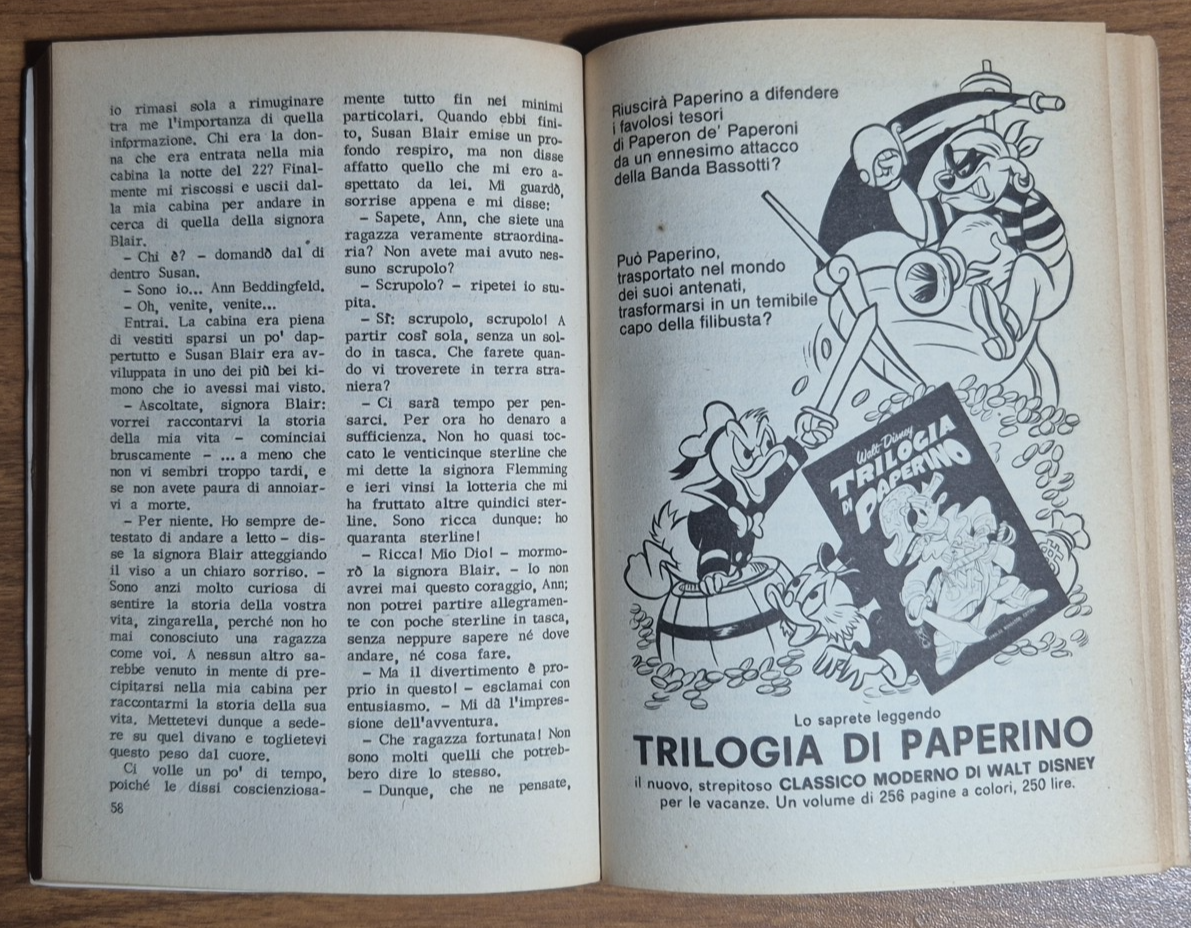 io rimasi sola a rimuginare
tra me l'importanza di quella
informazione. Chi era la don-
na che era entrata nella mia
cabina la notte del 22? Final-
mente mi riscossi e uscii dal-
la mia cabina per andare in
cerca di quella della signora
Blair.
– Chi è? – domandò dal di
dentro Susan.
– Sono io... Ann Beddingfeld.
– Oh, venite, venite...
Entrai. La cabina era piena
di vestiti sparsi un po' dap-
pertutto e Susan Blair era av-
viluppata in uno dei più bei ki-
mono che io avessi mai visto.
– Ascoltate, signora Blair:
vorrei raccontarvi la storia
della mia vita – cominciai
bruscamente – ... a meno che
non vi sembri troppo tardi, e
se non avete paura di annoiar-
vi a morte.
– Per niente. Ho sempre de-
testato di andare a letto – dis-
se la signora Blair atteggiando
il viso a un chiaro sorriso. –
Sono anzi molto curiosa di
sentire la storia della vostra
vita, zingarella, perché non ho
mai conosciuto una ragazza
come voi. A nessun altro sa-
rebbe venuto in mente di pre-
cipitarsi nella mia cabina per
raccontarmi la storia della sua
vita. Mettetevi dunque a sede-
re su quel divano e toglietevi
questo peso dal cuore.
Ci volle un po' di tempo,
poiché le dissi coscienziosa-
58
mente tutto fin nei minimi
particolari. Quando ebbi fini-
to, Susan Blair emise un pro-
fondo respiro, ma non disse
affatto quello che mi ero a-
spettato da lei. Mi guardò,
sorrise appena e mi disse:
– Sapete, Ann, che siete una
ragazza veramente straordina-
ria? Non avete mai avuto nes-
suno scrupolo?
– Scrupolo? – ripetei io stu-
pita.
– Sì: scrupolo, scrupolo! A
partir così sola, senza un sol-
do in tasca. Che farete quan-
do vi troverete in terra stra-
niera?
– Ci sarà tempo per pen-
sarci. Per ora ho denaro a
sufficienza. Non ho quasi toc-
cato le venticinque sterline che
mi dette la signora Flemming
e ieri vinsi la lotteria che mi
ha fruttato altre quindici ster-
line. Sono ricca dunque: ho
quaranta sterline!
– Ricca! Mio Dio! – mormo-
rò la signora Blair. – Io non
avrei mai questo coraggio, Ann;
non potrei partire allegramen-
te con poche sterline in tasca,
senza neppure sapere né dove
andare, né cosa fare.
– Ma il divertimento è pro-
prio in questo! – esclamai con
entusiasmo. – Mi dà l'impres-
sione dell'avventura.
– Che ragazza fortunata! Non
sono molti quelli che potreb-
bero dire lo stesso.
– Dunque, che ne pensate,
Riuscirà Paperino a difendere
i favolosi tesori
di Paperon de' Paperoni
da un ennesimo attacco
della Banda Bassotti?
Può Paperino,
trasportato nel mondo
dei suoi antenati,
trasformarsi in un temibile
capo della filibusta?
Walt Disney
TRILOGIA
DI
PAPERINO
Lo saprete leggendo
TRILOGIA DI PAPERINO
il nuovo, strepitoso CLASSICO MODERNO DI WALT DISNEY
per le vacanze. Un volume di 256 pagine a colori, 250 lire.